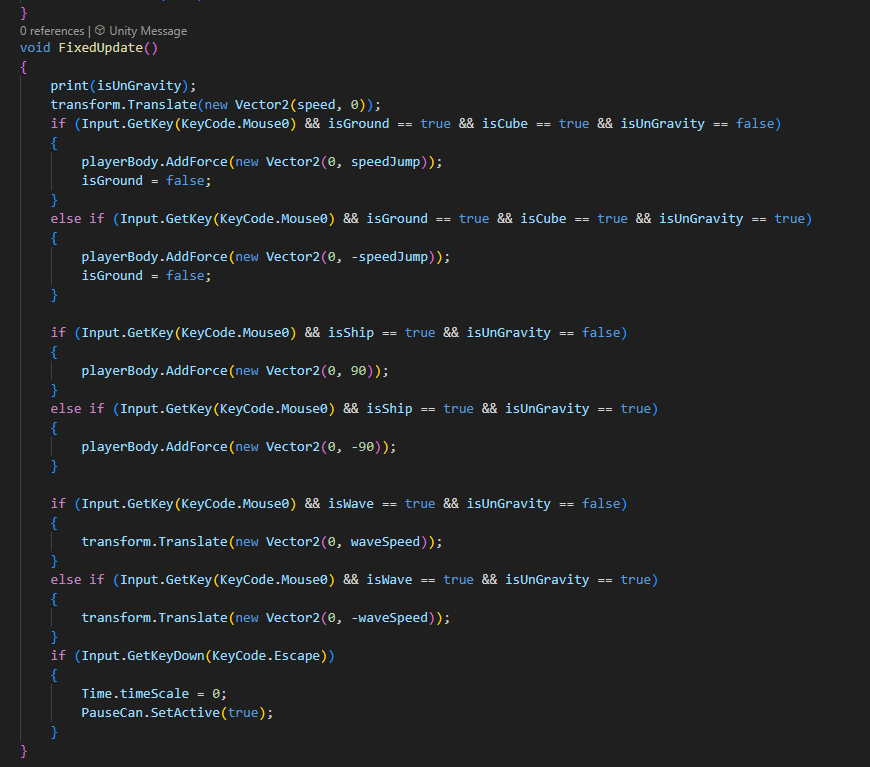 }
0 references | Unity Message
void FixedUpdate()
{
print(isUnGravity);
transform.Translate(new Vector2(speed, 0));
if (Input.GetKey(KeyCode.Mouse0) && isGround == true && isCube == true && isUnGravity == false)
{
playerBody.AddForce(new Vector2(0, speedJump));
isGround = false;
}
else if (Input.GetKey(KeyCode.Mouse0) && isGround == true && isCube == true && isUnGravity == true)
{
playerBody.AddForce(new Vector2(0, -speedJump));
isGround = false;
}
if (Input.GetKey(KeyCode.Mouse0) && isShip == true && isUnGravity == false)
{
playerBody.AddForce(new Vector2(0, 90));
}
else if (Input.GetKey(KeyCode.Mouse0) && isShip == true && isUnGravity == true)
{
playerBody.AddForce(new Vector2(0, -90));
}
if (Input.GetKey(KeyCode.Mouse0) && isWave == true && isUnGravity == false)
{
transform.Translate(new Vector2(0, waveSpeed));
}
else if (Input.GetKey(KeyCode.Mouse0) && isWave == true && isUnGravity == true)
{
transform.Translate(new Vector2(0, -waveSpeed));
}
if (Input.GetKeyDown(KeyCode.Escape))
{
Time.timeScale = 0;
PauseCan.SetActive(true);
}
}